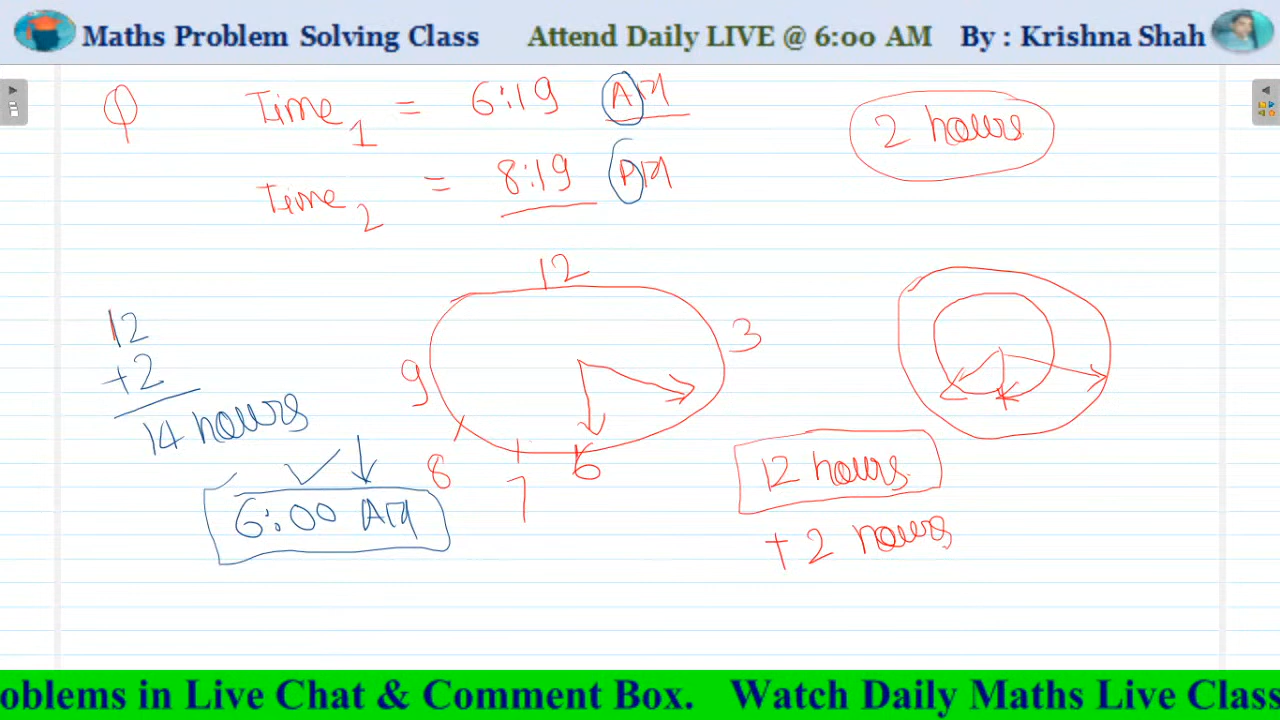 Maths Problem Solving Class Attend Daily LIVE @ 6:00 AM By : Krishna Shah
Q Time1 = 6:19 AM
2 hours
Time2 = 8:19 PM
12
3
9
8
7
6
12
+2
14 hours
6:00 AM
12 hours
+ 2 hours
oblems in Live Chat & Comment Box. Watch Daily Maths Live Class